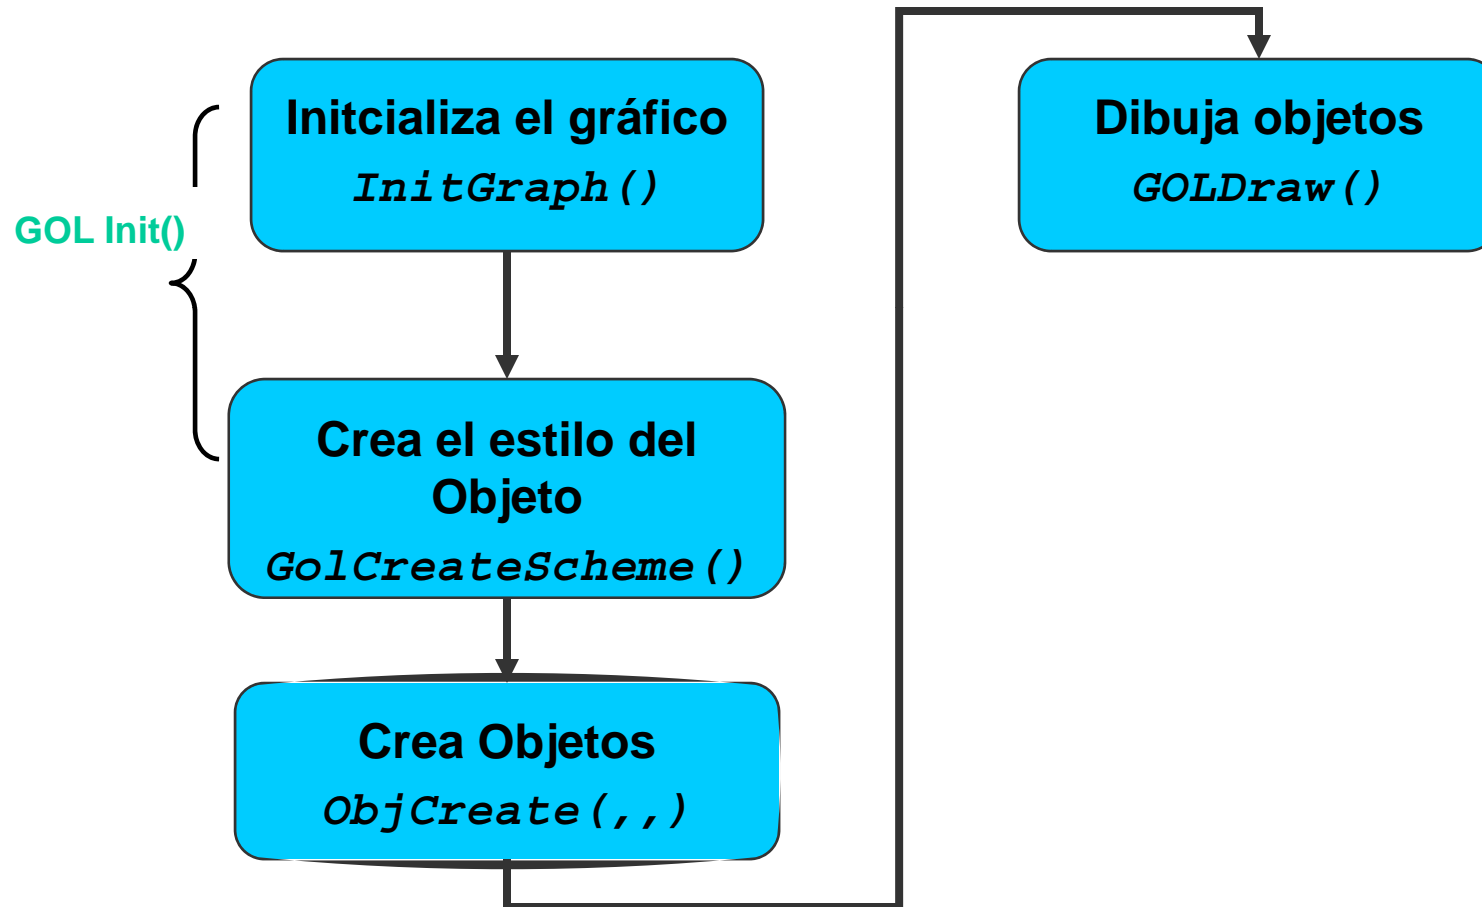 Initcializa el gráfico
InitGraph()
GOL Init()
Crea el estilo del
Objeto
GolCreateScheme()
Crea Objetos
ObjCreate(,,)
Dibuja objetos
GOLDraw()